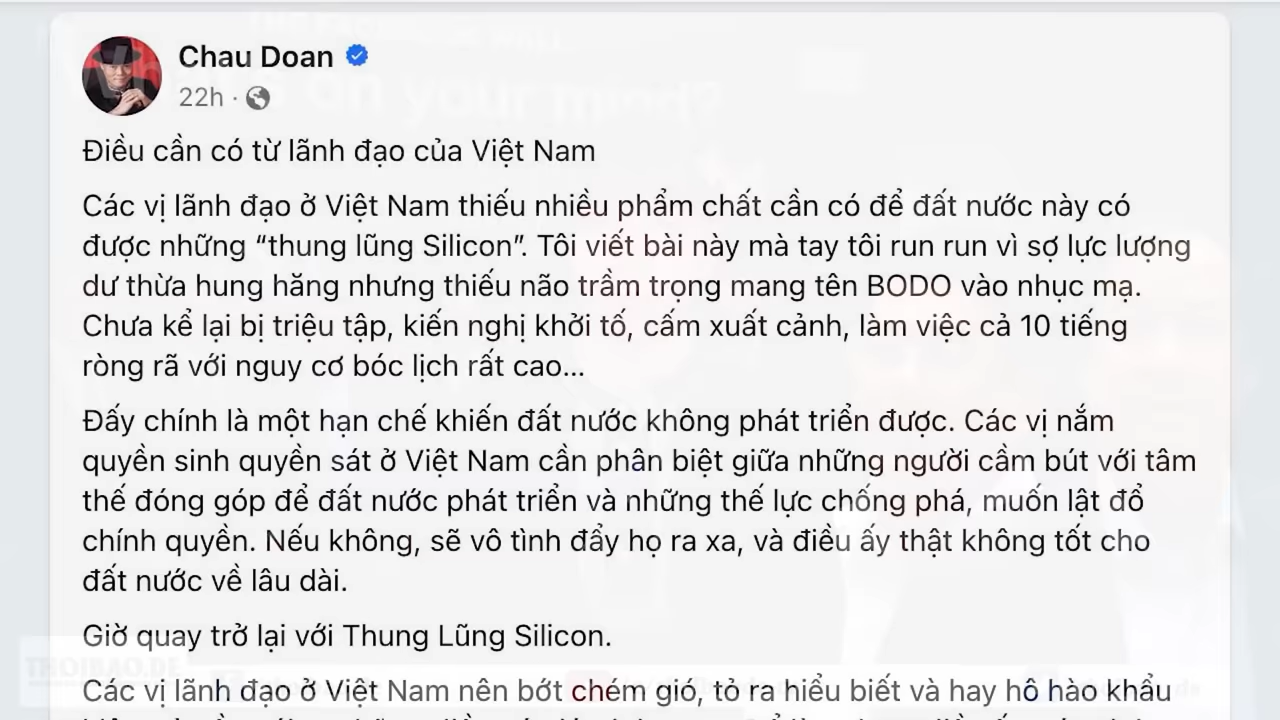 Chau Doan
22h ·
Điều cần có từ lãnh đạo của Việt Nam
Các vị lãnh đạo ở Việt Nam thiếu nhiều phẩm chất cần có để đất nước này có
được những “thung lũng Silicon”. Tôi viết bài này mà tay tôi run run vì sợ lực lượng
dư thừa hung hăng nhưng thiếu não trầm trọng mang tên BODO vào nhục mạ.
Chưa kể lại bị triệu tập, kiến nghị khởi tố, cấm xuất cảnh, làm việc cả 10 tiếng
ròng rã với nguy cơ bóc lịch rất cao...
Đấy chính là một hạn chế khiến đất nước không phát triển được. Các vị nắm
quyền sinh quyền sát ở Việt Nam cần phân biệt giữa những người cầm bút với tâm
thế đóng góp để đất nước phát triển và những thế lực chống phá, muốn lật đổ
chính quyền. Nếu không, sẽ vô tình đẩy họ ra xa, và điều ấy thật không tốt cho
đất nước về lâu dài.
Giờ quay trở lại với Thung Lũng Silicon.
THOIBAO.DE
Các vị lãnh đạo ở Việt Nam nên bớt chém gió, tỏ ra hiểu biết và hay hô hào khẩu